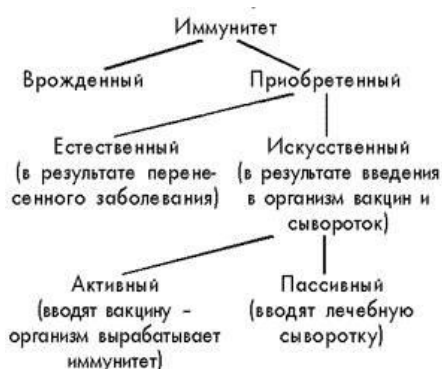 Иммунитет
Врожденный
Приобретенный
Естественный
(в результате перене-
сенного заболевания)
Искусственный
(в результате введения
в организм вакцин и
сывороток)
Активный
(вводят вакцину –
организм вырабатывает
иммунитет)
Пассивный
(вводят лечебную
сыворотку)